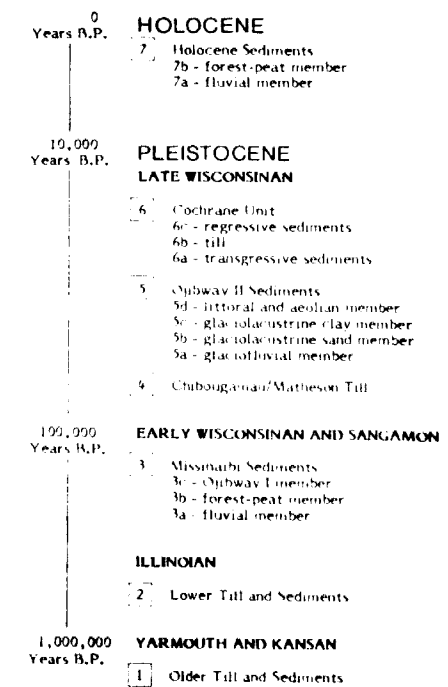 0
Years B.P.
HOLOCENE
7 Holocene Sediments
7b - forest-peat member
7a - fluvial member
10,000
Years B.P.
PLEISTOCENE
LATE WISCONSINAN
6 Cochrane Unit
6c - regressive sediments
6b - till
6a - transgressive sediments
5 Ojibway II Sediments
5d - littoral and aeolian member
5c - glaciolacustrine clay member
5b - glaciolacustrine sand member
5a - glaciofluvial member
4 Chibougamau/Matheson Till
100,000
Years B.P.
EARLY WISCONSINAN AND SANGAMON
3 Missinaibi Sediments
3c - Ojibway I member
3b - forest-peat member
3a - fluvial member
ILLINOIAN
2 Lower Till and Sediments
1,000,000
Years B.P.
YARMOUTH AND KANSAN
1 Older Till and Sediments